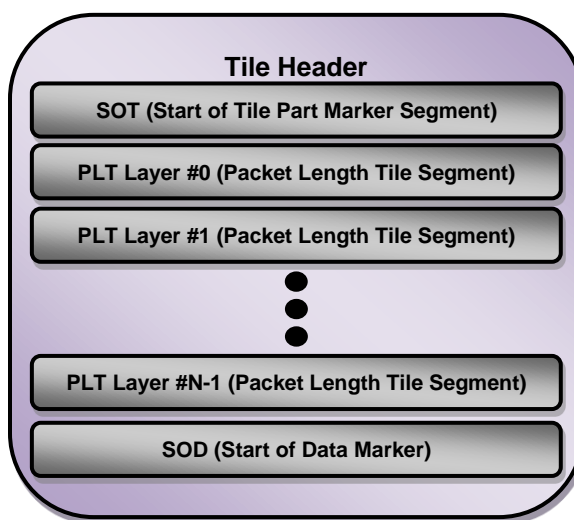 Tile Header
SOT (Start of Tile Part Marker Segment)
PLT Layer #0 (Packet Length Tile Segment)
PLT Layer #1 (Packet Length Tile Segment)
PLT Layer #N-1 (Packet Length Tile Segment)
SOD (Start of Data Marker)